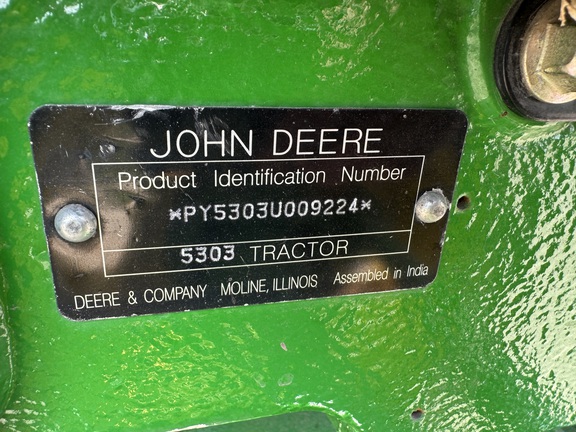 JOHN DEERE
Product Identification Number
*PY5303U009224*
5303 TRACTOR
DEERE & COMPANY MOLINE, ILLINOIS Assembled in India